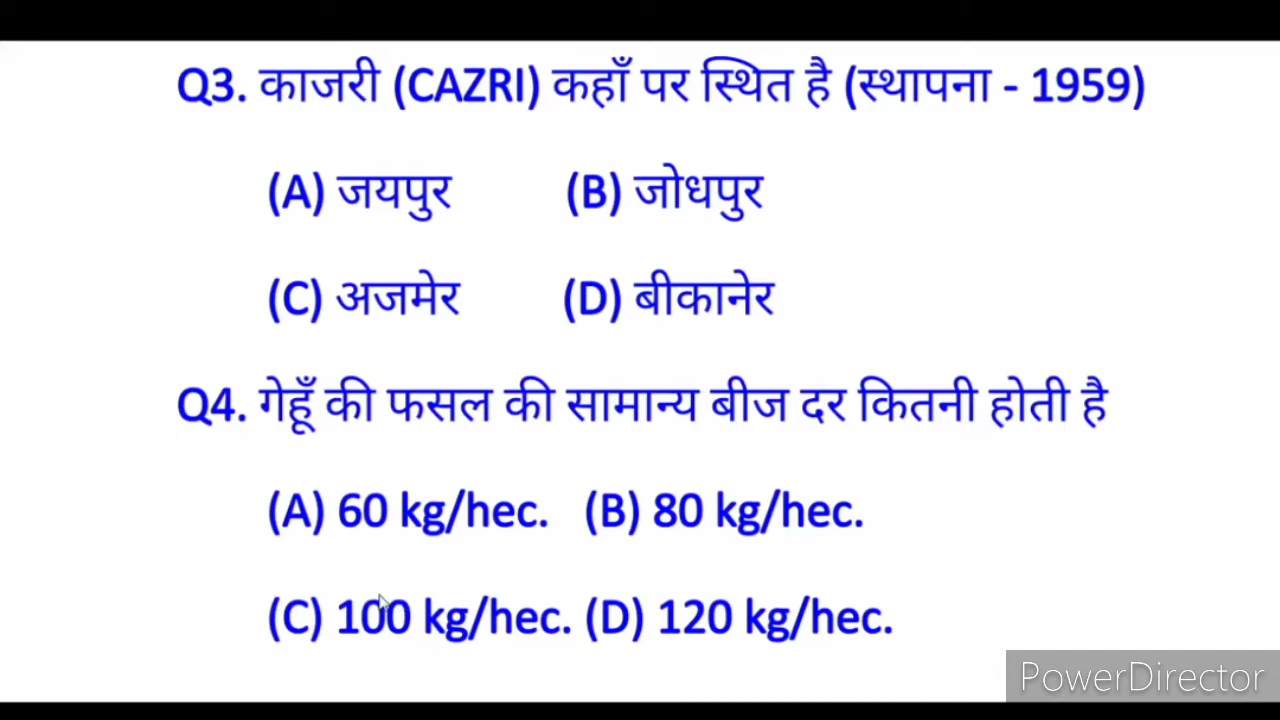 Q3. काजरी (CAZRI) कहाँ पर स्थित है (स्थापना - 1959)
(A) जयपुर (B) जोधपुर
(C) अजमेर (D) बीकानेर
Q4. गेहूँ की फसल की सामान्य बीज दर कितनी होती है
(A) 60 kg/hec. (B) 80 kg/hec.
(C) 100 kg/hec. (D) 120 kg/hec.
PowerDirector